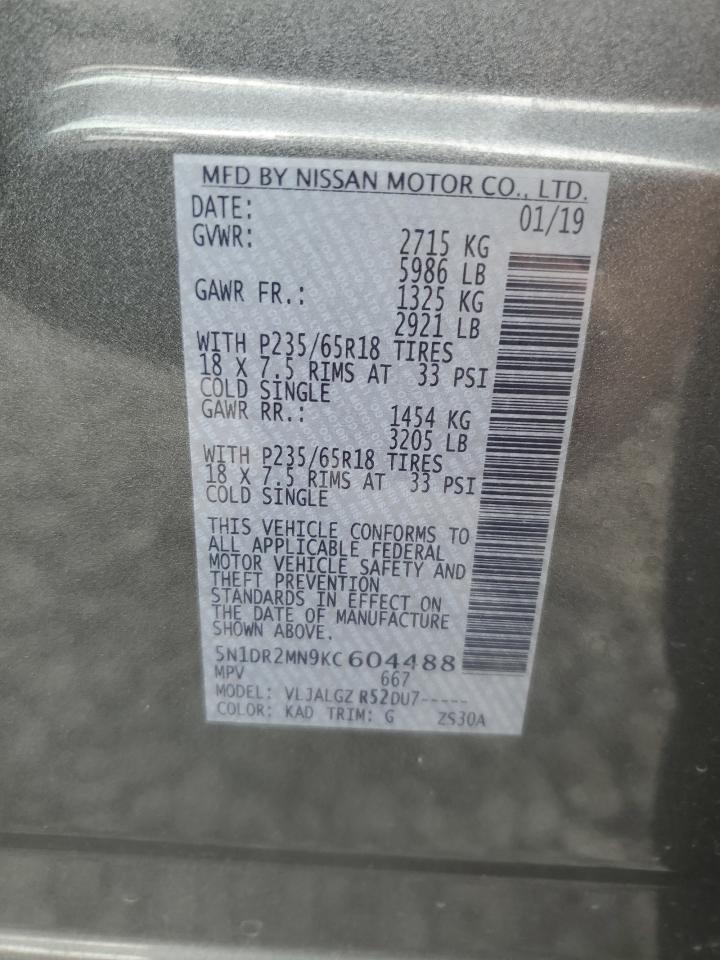 MFD BY NISSAN MOTOR CO., LTD.
DATE: 01/19
GVWR: 2715 KG
5986 LB
GAWR FR.: 1325 KG
2921 LB
WITH P235/65R18 TIRES
18 X 7.5 RIMS AT 33 PSI
COLD SINGLE
GAWR RR.: 1454 KG
3205 LB
WITH P235/65R18 TIRES
18 X 7.5 RIMS AT 33 PSI
COLD SINGLE
THIS VEHICLE CONFORMS TO
ALL APPLICABLE FEDERAL
MOTOR VEHICLE SAFETY AND
THEFT PREVENTION
STANDARDS IN EFFECT ON
THE DATE OF MANUFACTURE
SHOWN ABOVE.
5N1DR2MN9KC604488
MPV 667
MODEL: VLJALGZ R52DU7-----
COLOR: KAD TRIM: G ZS30A